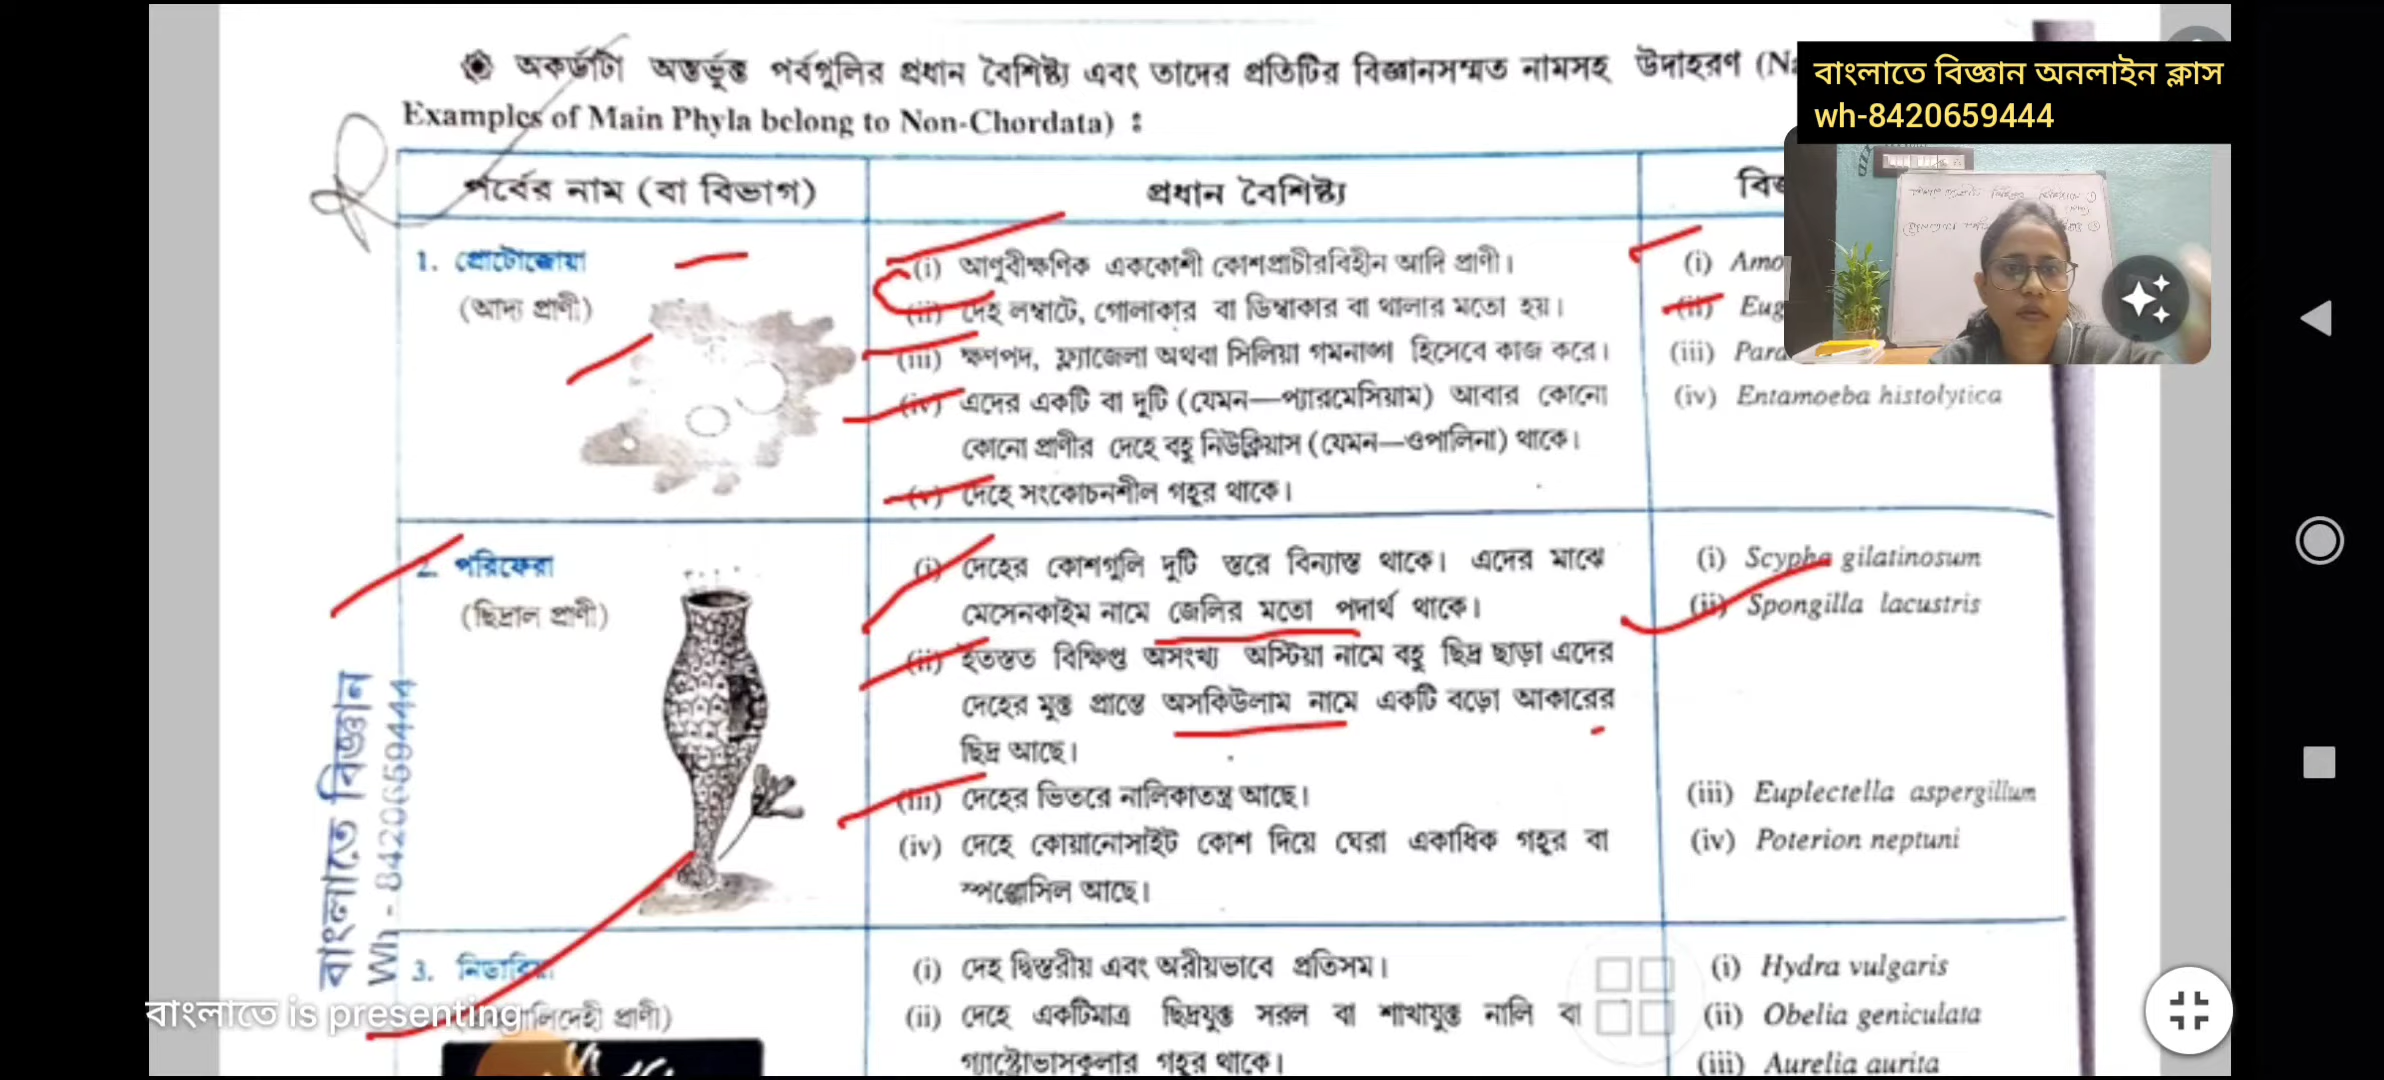 অকর্ডাটা অন্তর্ভুক্ত পর্বগুলির প্রধান বৈশিষ্ট্য এবং তাদের প্রতিটির বিজ্ঞানসম্মত নামসহ উদাহরণ
Examples of Main Phyla belong to Non-Chordata) :
বাংলাতে বিজ্ঞান অনলাইন ক্লাস
wh-8420659444
পর্বের নাম (বা বিভাগ)
প্রধান বৈশিষ্ট্য
1. প্রোটোজোয়া
(আদ্য প্রাণী)
(i) আণুবীক্ষণিক এককোশী কোশপ্রাচীরবিহীন আদি প্রাণী।
(ii) দেহ লম্বাটে, গোলাকার বা ডিম্বাকার বা থালার মতো হয়।
(iii) ক্ষণপদ, ফ্ল্যাজেলা অথবা সিলিয়া গমনাঙ্গ হিসেবে কাজ করে।
(iv) এদের একটি বা দুটি (যেমন—প্যারামেসিয়াম) আবার কোনো
কোনো প্রাণীর দেহে বহু নিউক্লিয়াস (যেমন—ওপালিনা) থাকে।
(v) দেহে সংকোচনশীল গহ্বর থাকে।
(i) Amo
(ii) Eug
(iii) Para
(iv) Entamoeba histolytica
2. পরিফেরা
(ছিদ্রাল প্রাণী)
(i) দেহের কোশগুলি দুটি স্তরে বিন্যস্ত থাকে। এদের মাঝে
মেসেনকাইম নামে জেলির মতো পদার্থ থাকে।
(ii) ইতস্তত বিক্ষিপ্ত অসংখ্য অস্টিয়া নামে বহু ছিদ্র ছাড়া এদের
দেহের মুক্ত প্রান্তে অসকিউলাম নামে একটি বড়ো আকারের
ছিদ্র আছে।
(iii) দেহের ভিতরে নালিকাতন্ত্র আছে।
(iv) দেহে কোয়ানোসাইট কোশ দিয়ে ঘেরা একাধিক গহ্বর বা
স্পঞ্জোসিল আছে।
(i) Scypha gilatinosum
(ii) Spongilla lacustris
(iii) Euplectella aspergillum
(iv) Poterion neptuni
বাংলাতে বিজ্ঞান
Wh - 8420659444
3. নিডারিয়া
(i) দেহ দ্বিস্তরীয় এবং অরীয়ভাবে প্রতিসম।
(ii) দেহে একটিমাত্র ছিদ্রযুক্ত সরল বা শাখাযুক্ত নালি বা
গ্যাস্ট্রোভাসকুলার গহ্বর থাকে।
(i) Hydra vulgaris
(ii) Obelia geniculata
(iii) Aurelia aurita
বাংলাতে is presenting